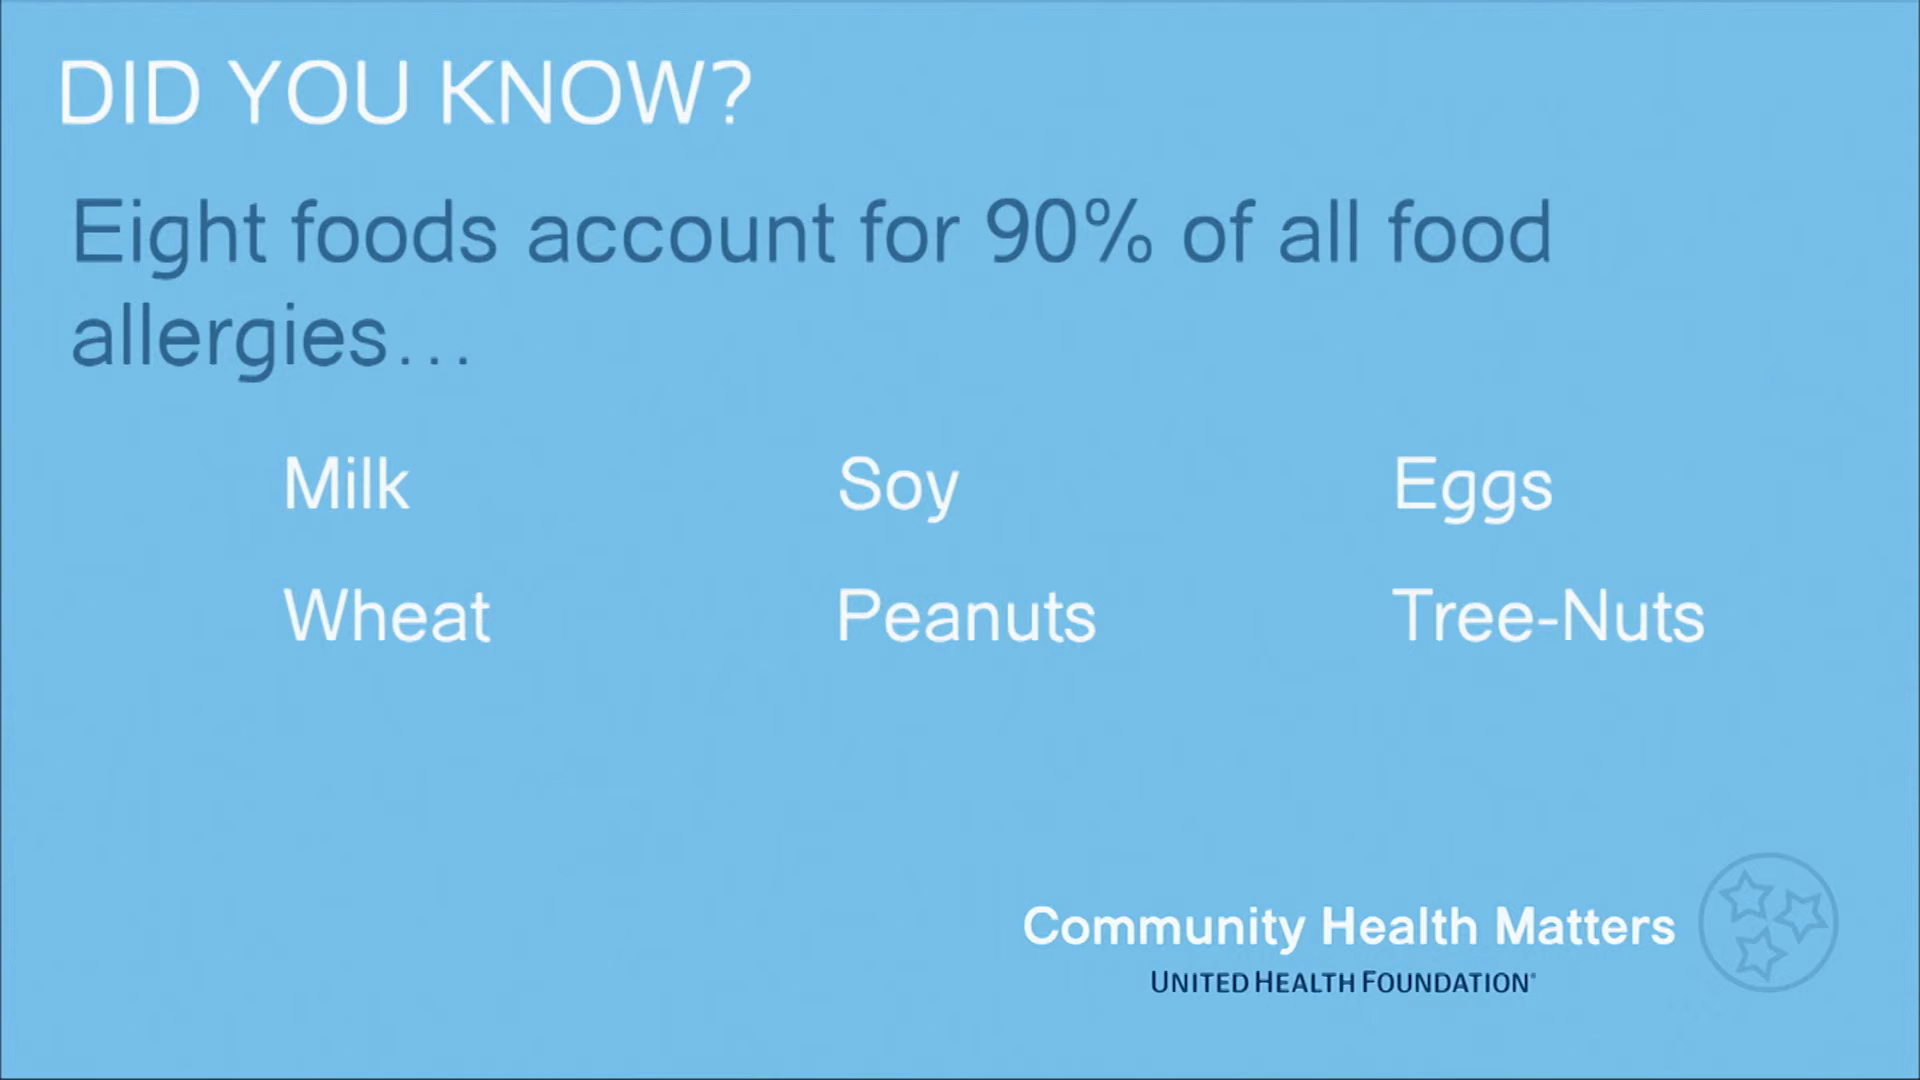 DID YOU KNOW?
Eight foods account for 90% of all food
allergies...
Milk Soy Eggs
Wheat Peanuts Tree-Nuts
Community Health Matters
UNITED HEALTH FOUNDATION®